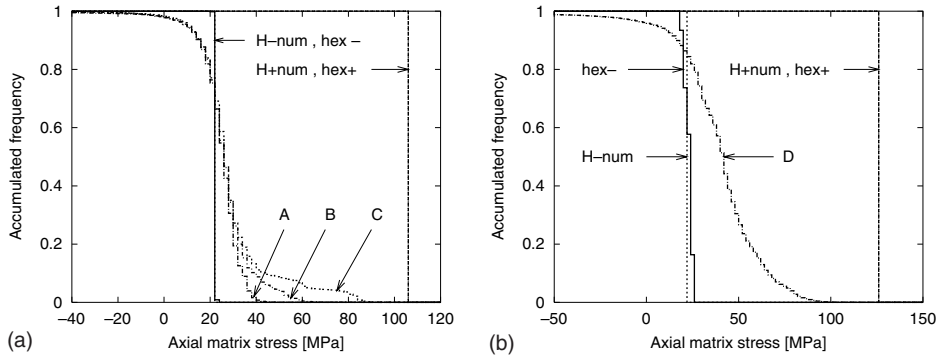 1
0.8
0.6
0.4
0.2
0
Accumulated frequency
H–num , hex –
H+num , hex+
A
B
C
–40
–20
0
20
40
60
80
100
120
Axial matrix stress [MPa]
(a)
1
0.8
0.6
0.4
0.2
0
Accumulated frequency
hex–
H+num , hex+
H–num
D
–50
0
50
100
150
Axial matrix stress [MPa]
(b)